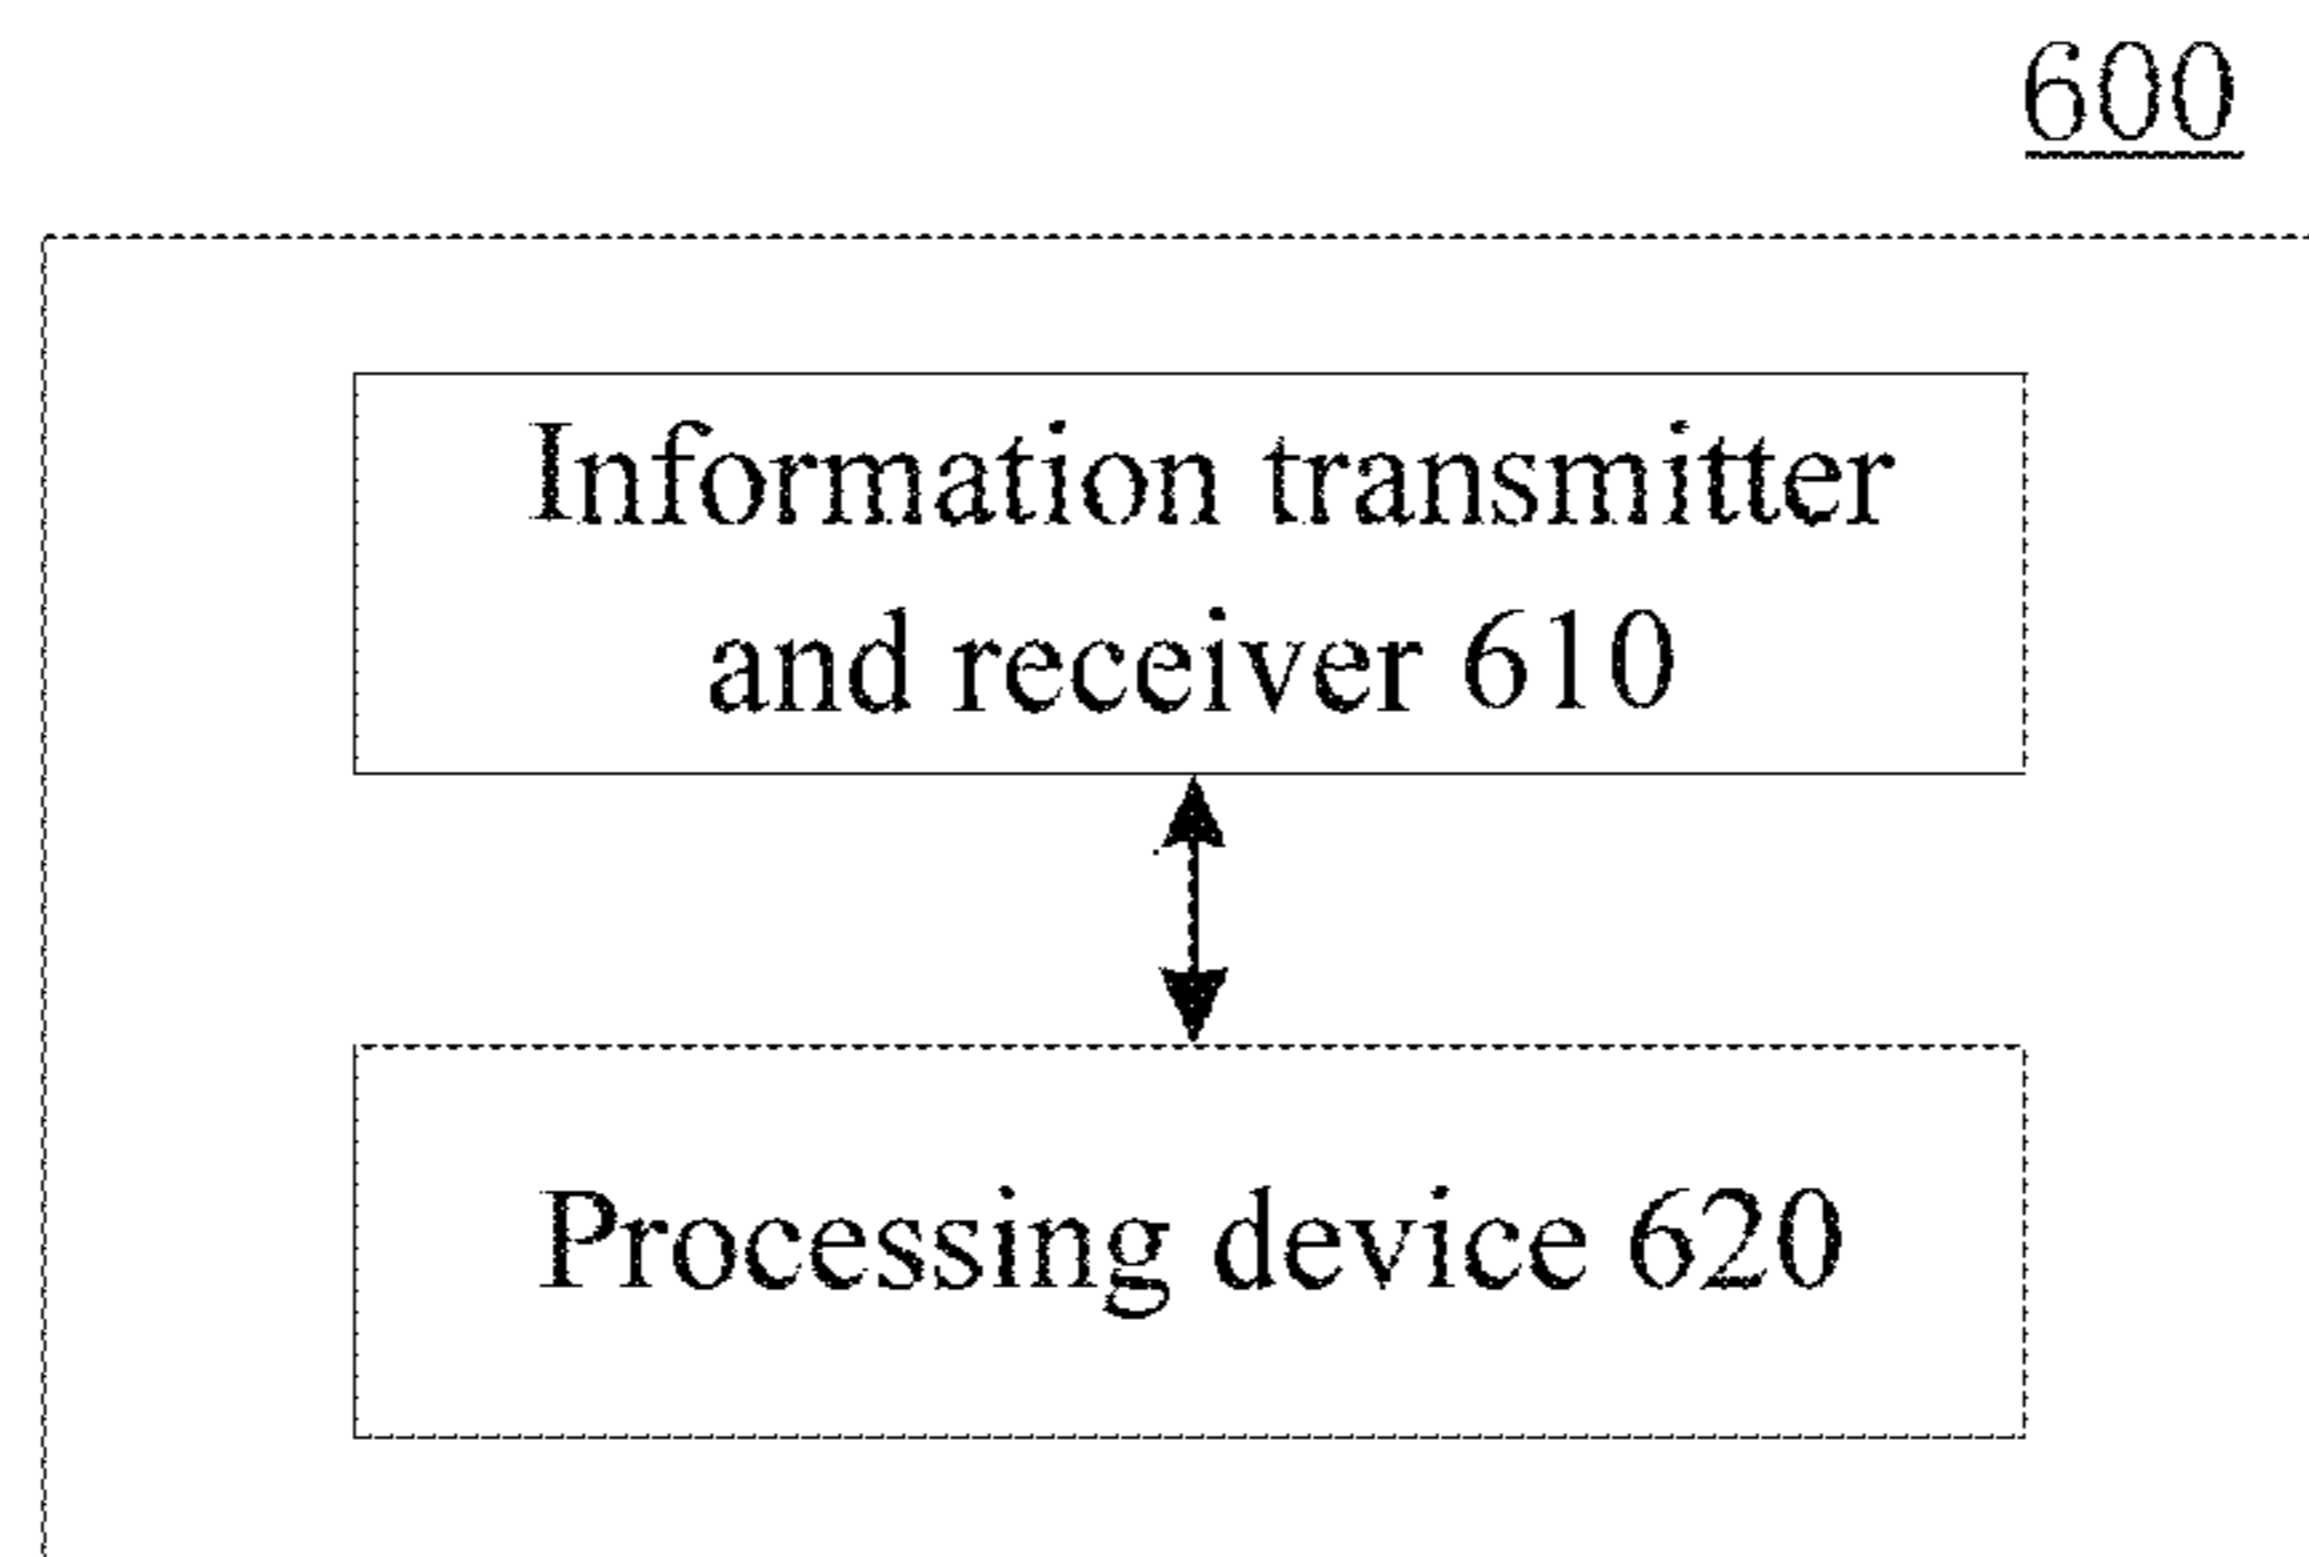 600
Information transmitter
and receiver 610
Processing device 620